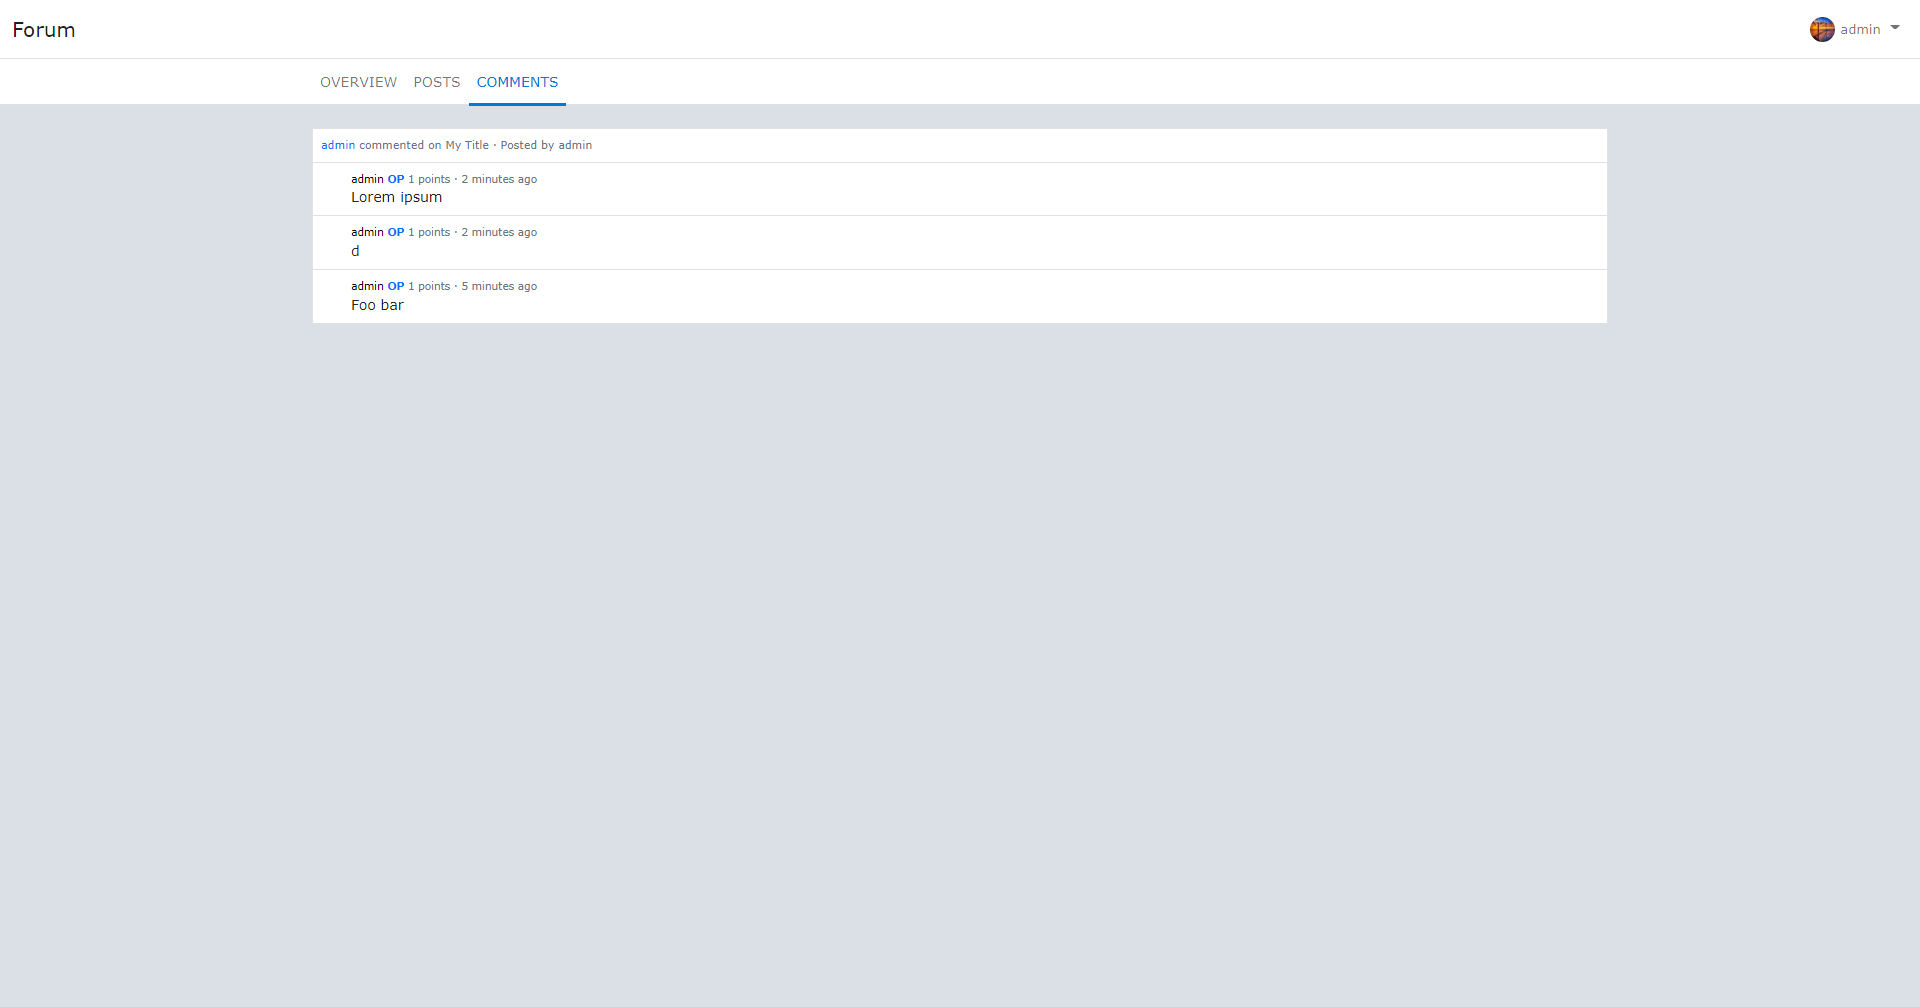 Forum
admin
OVERVIEW POSTS COMMENTS
admin commented on My Title · Posted by admin
admin OP 1 points · 2 minutes ago
Lorem ipsum
admin OP 1 points · 2 minutes ago
d
admin OP 1 points · 5 minutes ago
Foo bar